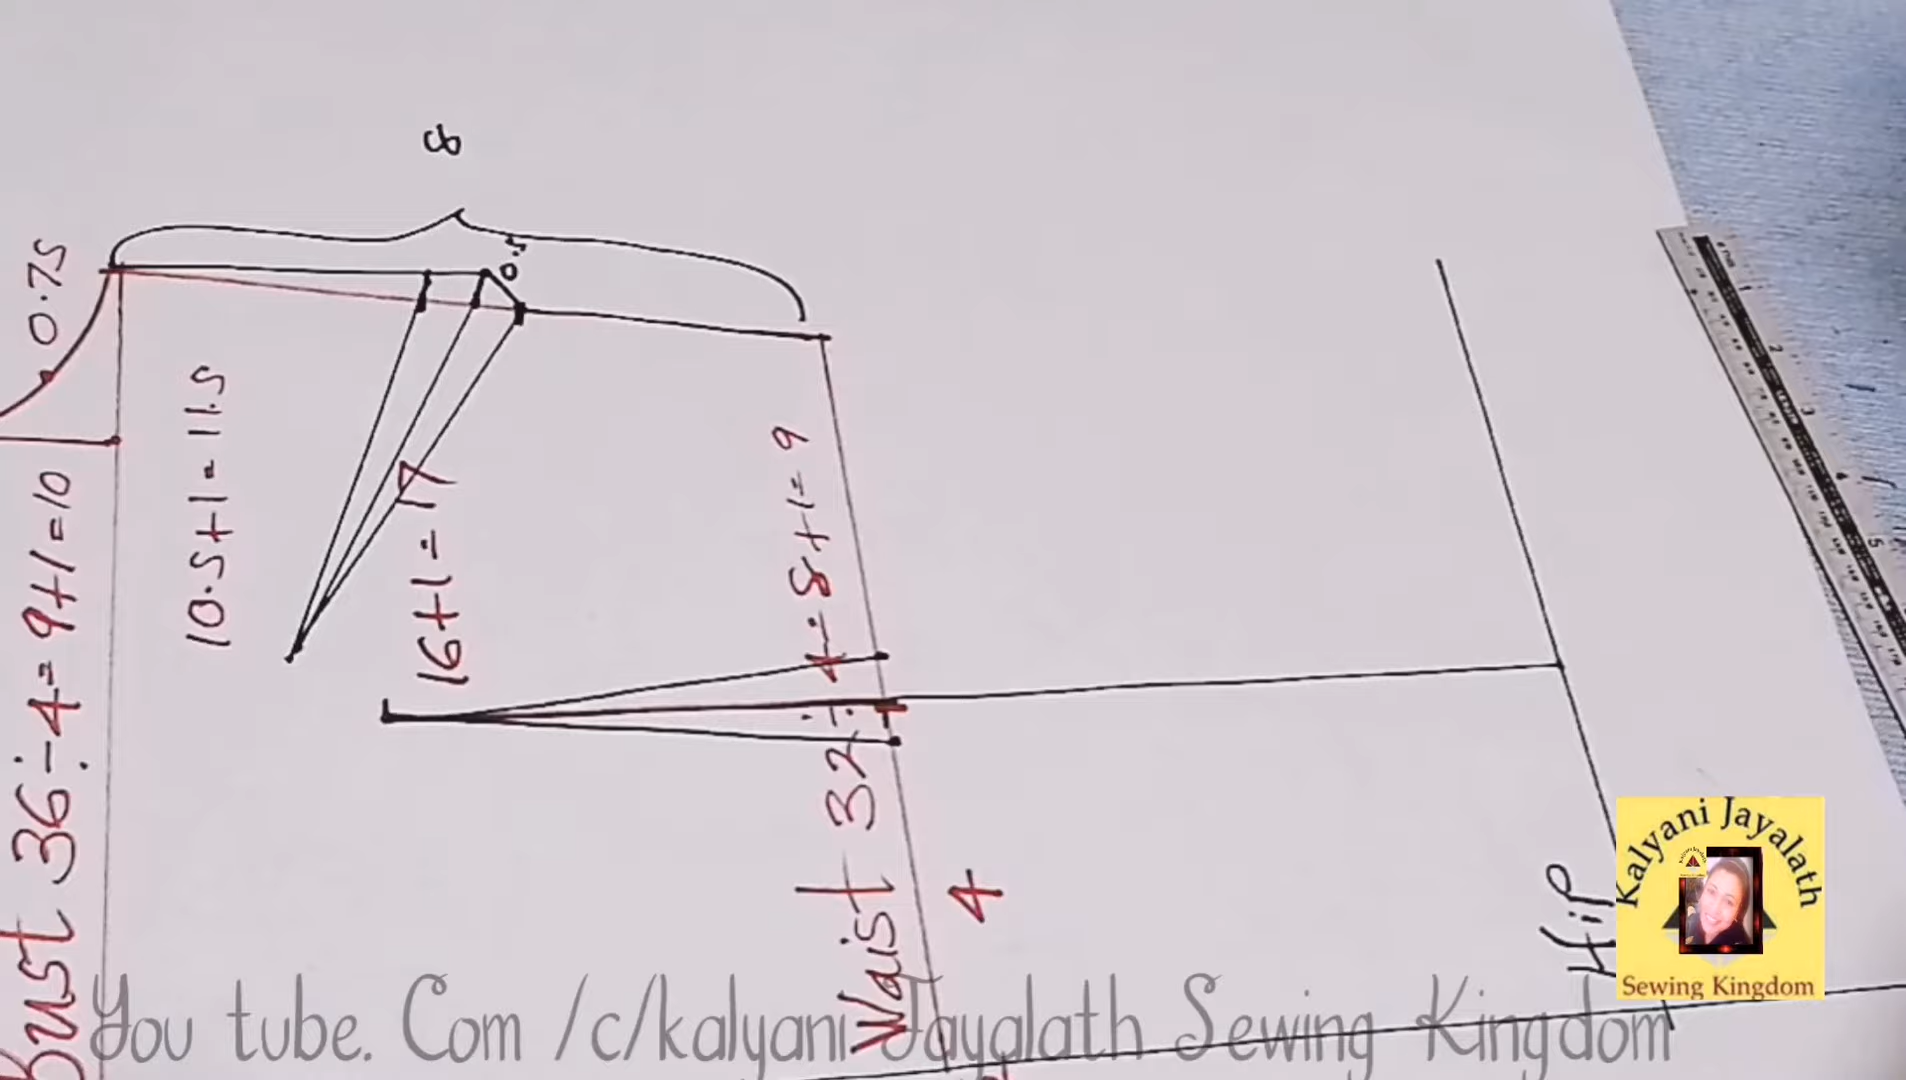 8
0.5
0.75
Bust 36÷4=9+1=10
10.5+1=11.5
16+1=17
Waist 32÷4=8+1=9
4
Hip
Kalyani Jayalath
Sewing Kingdom
You tube. Com /c/kalyani Jayalath Sewing Kingdom